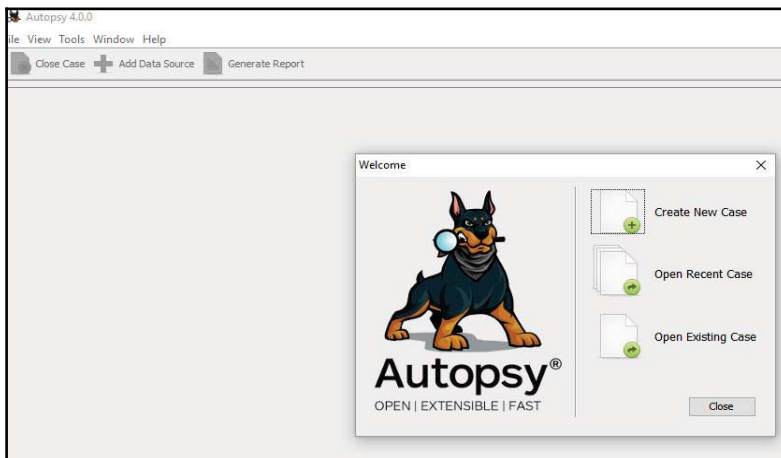 Autopsy 4.0.0
ile View Tools Window Help
Close Case Add Data Source Generate Report
Welcome
Create New Case
Open Recent Case
Open Existing Case
Autopsy®
OPEN | EXTENSIBLE | FAST
Close